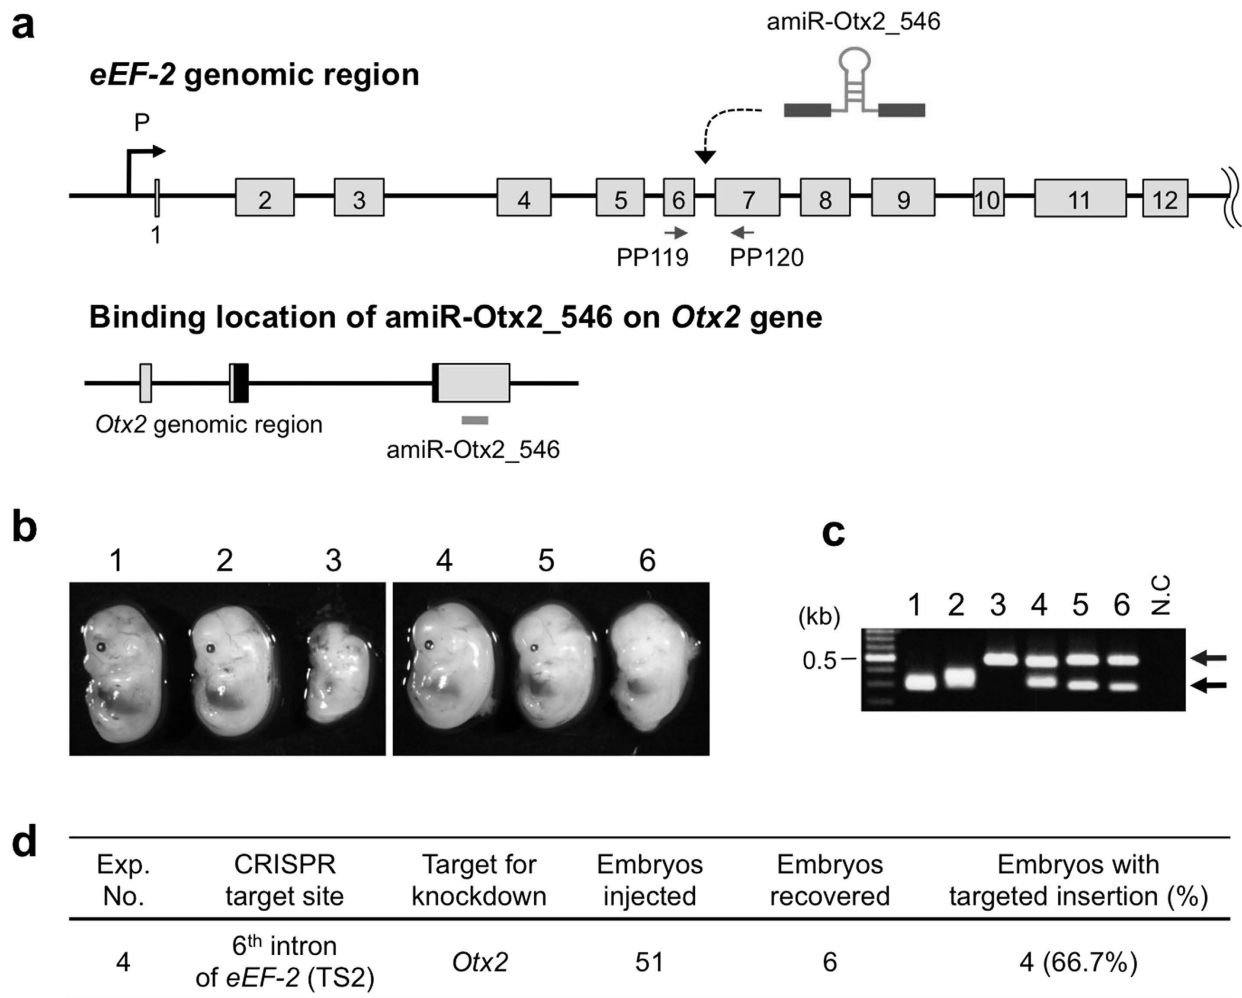 a
amiR-Otx2_546
eEF-2 genomic region
P
1 2 3 4 5 6 7 8 9 10 11 12
PP119 PP120
Binding location of amiR-Otx2_546 on Otx2 gene
Otx2 genomic region
amiR-Otx2_546
b
1 2 3 4 5 6
c
(kb) 1 2 3 4 5 6 N.C
0.5
d
Exp. No.
CRISPR target site
Target for knockdown
Embryos injected
Embryos recovered
Embryos with targeted insertion (%)
4
6th intron of eEF-2 (TS2)
Otx2
51
6
4 (66.7%)